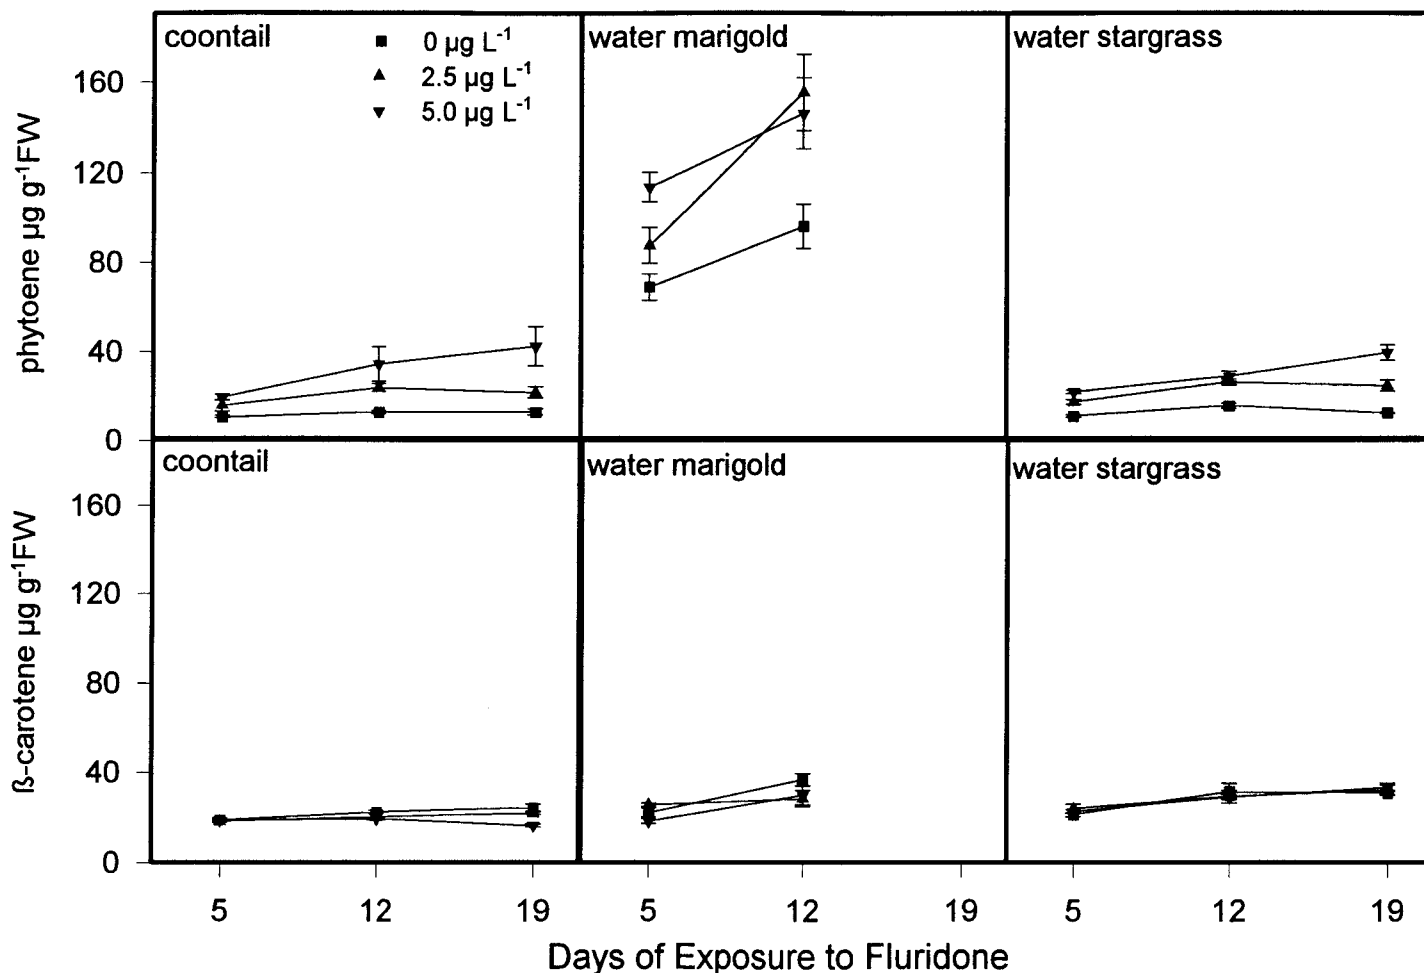 coontail
0 µg L⁻¹
2.5 µg L⁻¹
5.0 µg L⁻¹
water marigold
water stargrass
phytoene µg g⁻¹FW
160
120
80
40
0
coontail
water marigold
water stargrass
ß-carotene µg g⁻¹FW
160
120
80
40
0
5 12 19 5 12 19 5 12 19
Days of Exposure to Fluridone